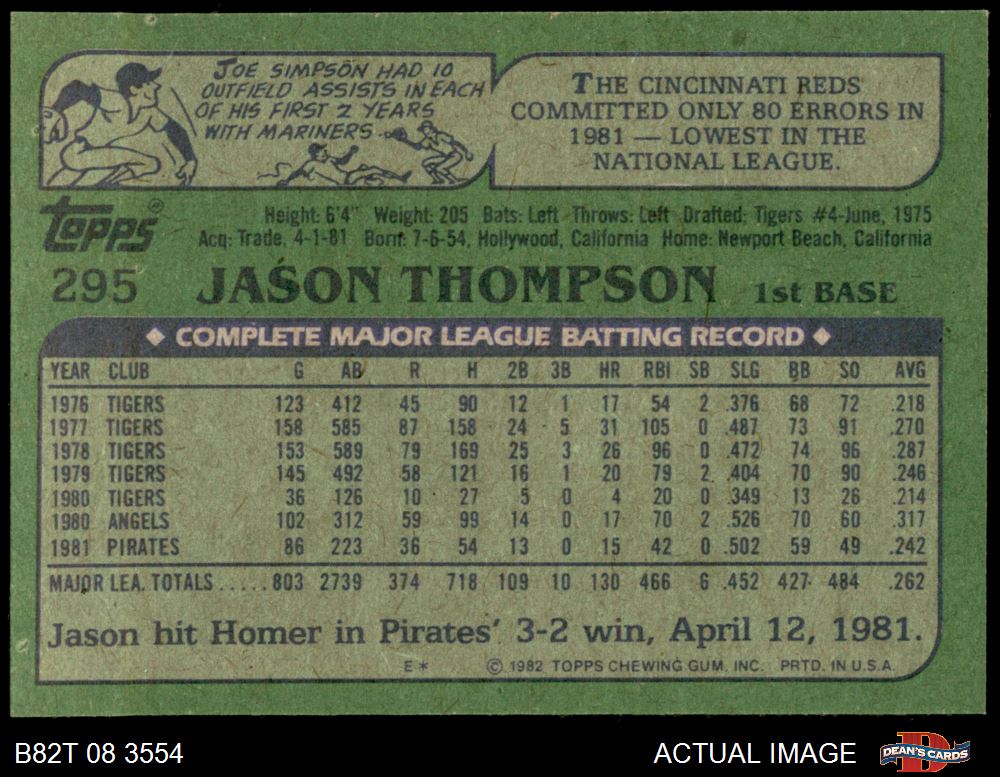 JOE SIMPSON HAD 10
OUTFIELD ASSISTS IN EACH
OF HIS FIRST 2 YEARS
WITH MARINERS.
THE CINCINNATI REDS
COMMITTED ONLY 80 ERRORS IN
1981 — LOWEST IN THE
NATIONAL LEAGUE.
Topps®
Height: 6'4" Weight: 205 Bats: Left Throws: Left Drafted: Tigers #4-June, 1975
Acq: Trade, 4-1-81 Born: 7-6-54, Hollywood, California Home: Newport Beach, California
295 JASON THOMPSON 1st BASE
◆ COMPLETE MAJOR LEAGUE BATTING RECORD ◆
YEAR CLUB G AB R H 2B 3B HR RBI SB SLG BB SO AVG
1976 TIGERS 123 412 45 90 12 1 17 54 2 .376 68 72 .218
1977 TIGERS 158 585 87 158 24 5 31 105 0 .487 73 91 .270
1978 TIGERS 153 589 79 169 25 3 26 96 0 .472 74 96 .287
1979 TIGERS 145 492 58 121 16 1 20 79 2 .404 70 90 .246
1980 TIGERS 36 126 10 27 5 0 4 20 0 .349 13 26 .214
1980 ANGELS 102 312 59 99 14 0 17 70 2 .526 70 60 .317
1981 PIRATES 86 223 36 54 13 0 15 42 0 .502 59 49 .242
MAJOR LEA. TOTALS.....803 2739 374 718 109 10 130 466 6 .452 427 484 .262
Jason hit Homer in Pirates' 3-2 win, April 12, 1981.
E* © 1982 TOPPS CHEWING GUM, INC. PRTD. IN U.S.A.
B82T 08 3554 ACTUAL IMAGE DEAN'S CARDS